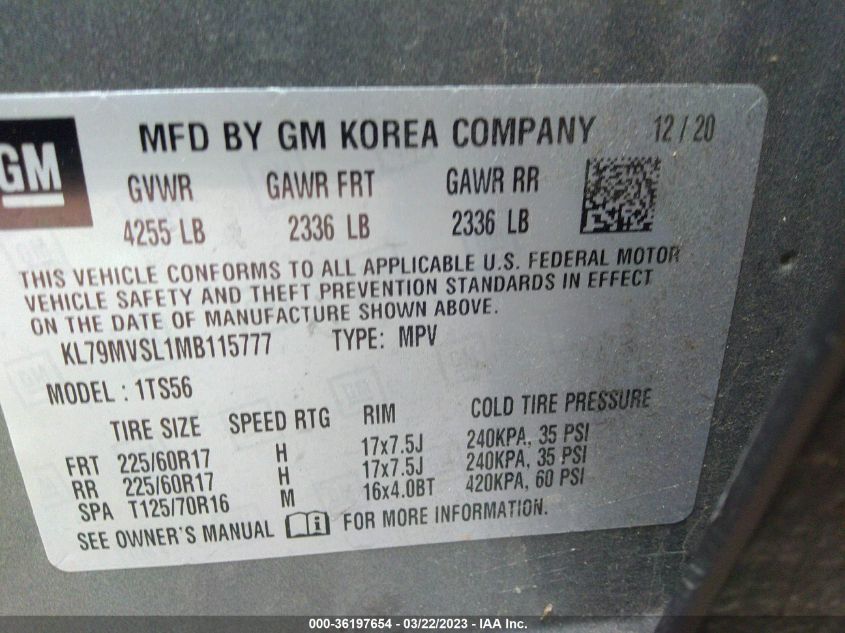 MFD BY GM KOREA COMPANY 12/20
GM
GVWR GAWR FRT GAWR RR
4255 LB 2336 LB 2336 LB
THIS VEHICLE CONFORMS TO ALL APPLICABLE U.S. FEDERAL MOTOR
VEHICLE SAFETY AND THEFT PREVENTION STANDARDS IN EFFECT
ON THE DATE OF MANUFACTURE SHOWN ABOVE.
KL79MVSL1MB115777 TYPE: MPV
MODEL : 1TS56
TIRE SIZE SPEED RTG RIM COLD TIRE PRESSURE
FRT 225/60R17 H 17x7.5J 240KPA, 35 PSI
RR 225/60R17 H 17x7.5J 240KPA, 35 PSI
SPA T125/70R16 M 16x4.0BT 420KPA, 60 PSI
SEE OWNER'S MANUAL FOR MORE INFORMATION.
000-36197654 / 03/22/2023 - IAA Inc.